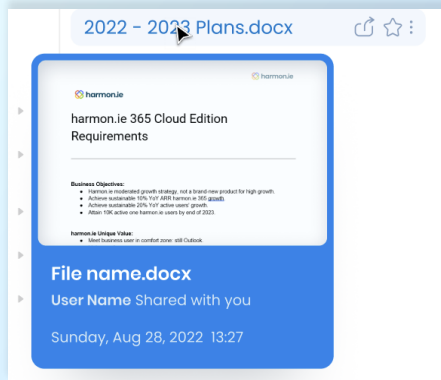 2022 - 2023 Plans.docx
harmon.ie
harmon.ie
harmon.ie 365 Cloud Edition
Requirements
Business Objectives:
Harmon.ie moderated growth strategy, not a brand new product for high growth.
Achieve sustainable 10% YoY ARR harmon.ie 365 growth.
Achieve sustainable 20% YoY active users' growth.
Attain 10K active one harmon.ie users by end of 2023.
harmon.ie Unique Value:
Meet business user in comfort zone: still Outlook.
File name.docx
User Name Shared with you
Sunday, Aug 28, 2022 13:27